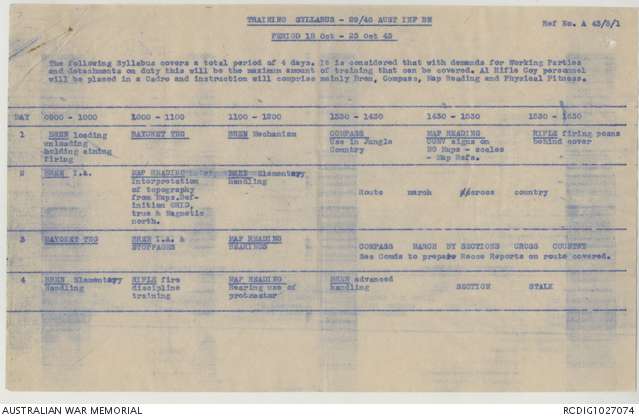 TRAINING SYLLABUS - 29/46 AUST INF BN
Ref No. A 43/5/1
PERIOD 18 Oct - 23 Oct 43
The following Syllabus covers a total period of 4 days. It is considered that with demands for Working Parties
and detachments on duty this will be the maximum amount of training that can be covered. Al Rifle Coy personnel
will be placed in a Cadre and instruction will comprise mainly Bren, Compass, Map Reading and Physical Fitness.
DAY 0900 - 1000 1000 - 1100 1100 - 1200 1330 - 1430 1430 - 1530 1530 - 1630
1 BREN loading BAYONET TNG BREN Mechanism COMPASS MAP READING RIFLE firing posns
unloading Use in Jungle CONV signs on behind cover
holding aiming Country NG Maps - scales
firing - Map Refs.
2 BREN I.A. MAP READING BREN Elementary
Interpretation Handling
of topography Route march across country
from Maps. Def-
inition GRID,
true & Magnetic
north.
3 BAYONET TNG BREN I.A. & MAP READING
STOPPAGES BEARINGS COMPASS MARCH BY SECTIONS CROSS COUNTRY
Sec Comds to prepare Recce Reports on route covered.
4 BREN Elementary RIFLE fire MAP READING BREN advanced
Handling discipline Bearing use of handling SECTION STALK
training protractor
AUSTRALIAN WAR MEMORIAL
RCDIG1027074